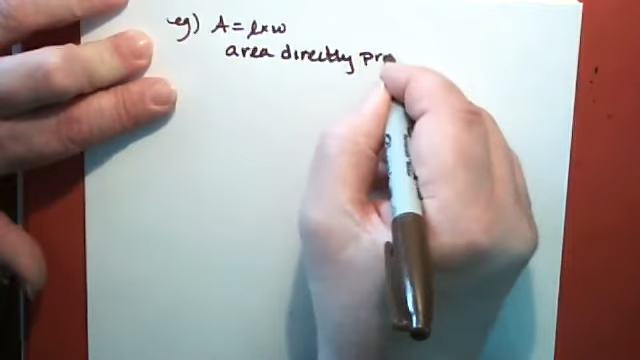 eg) A = l×w
area directly pro